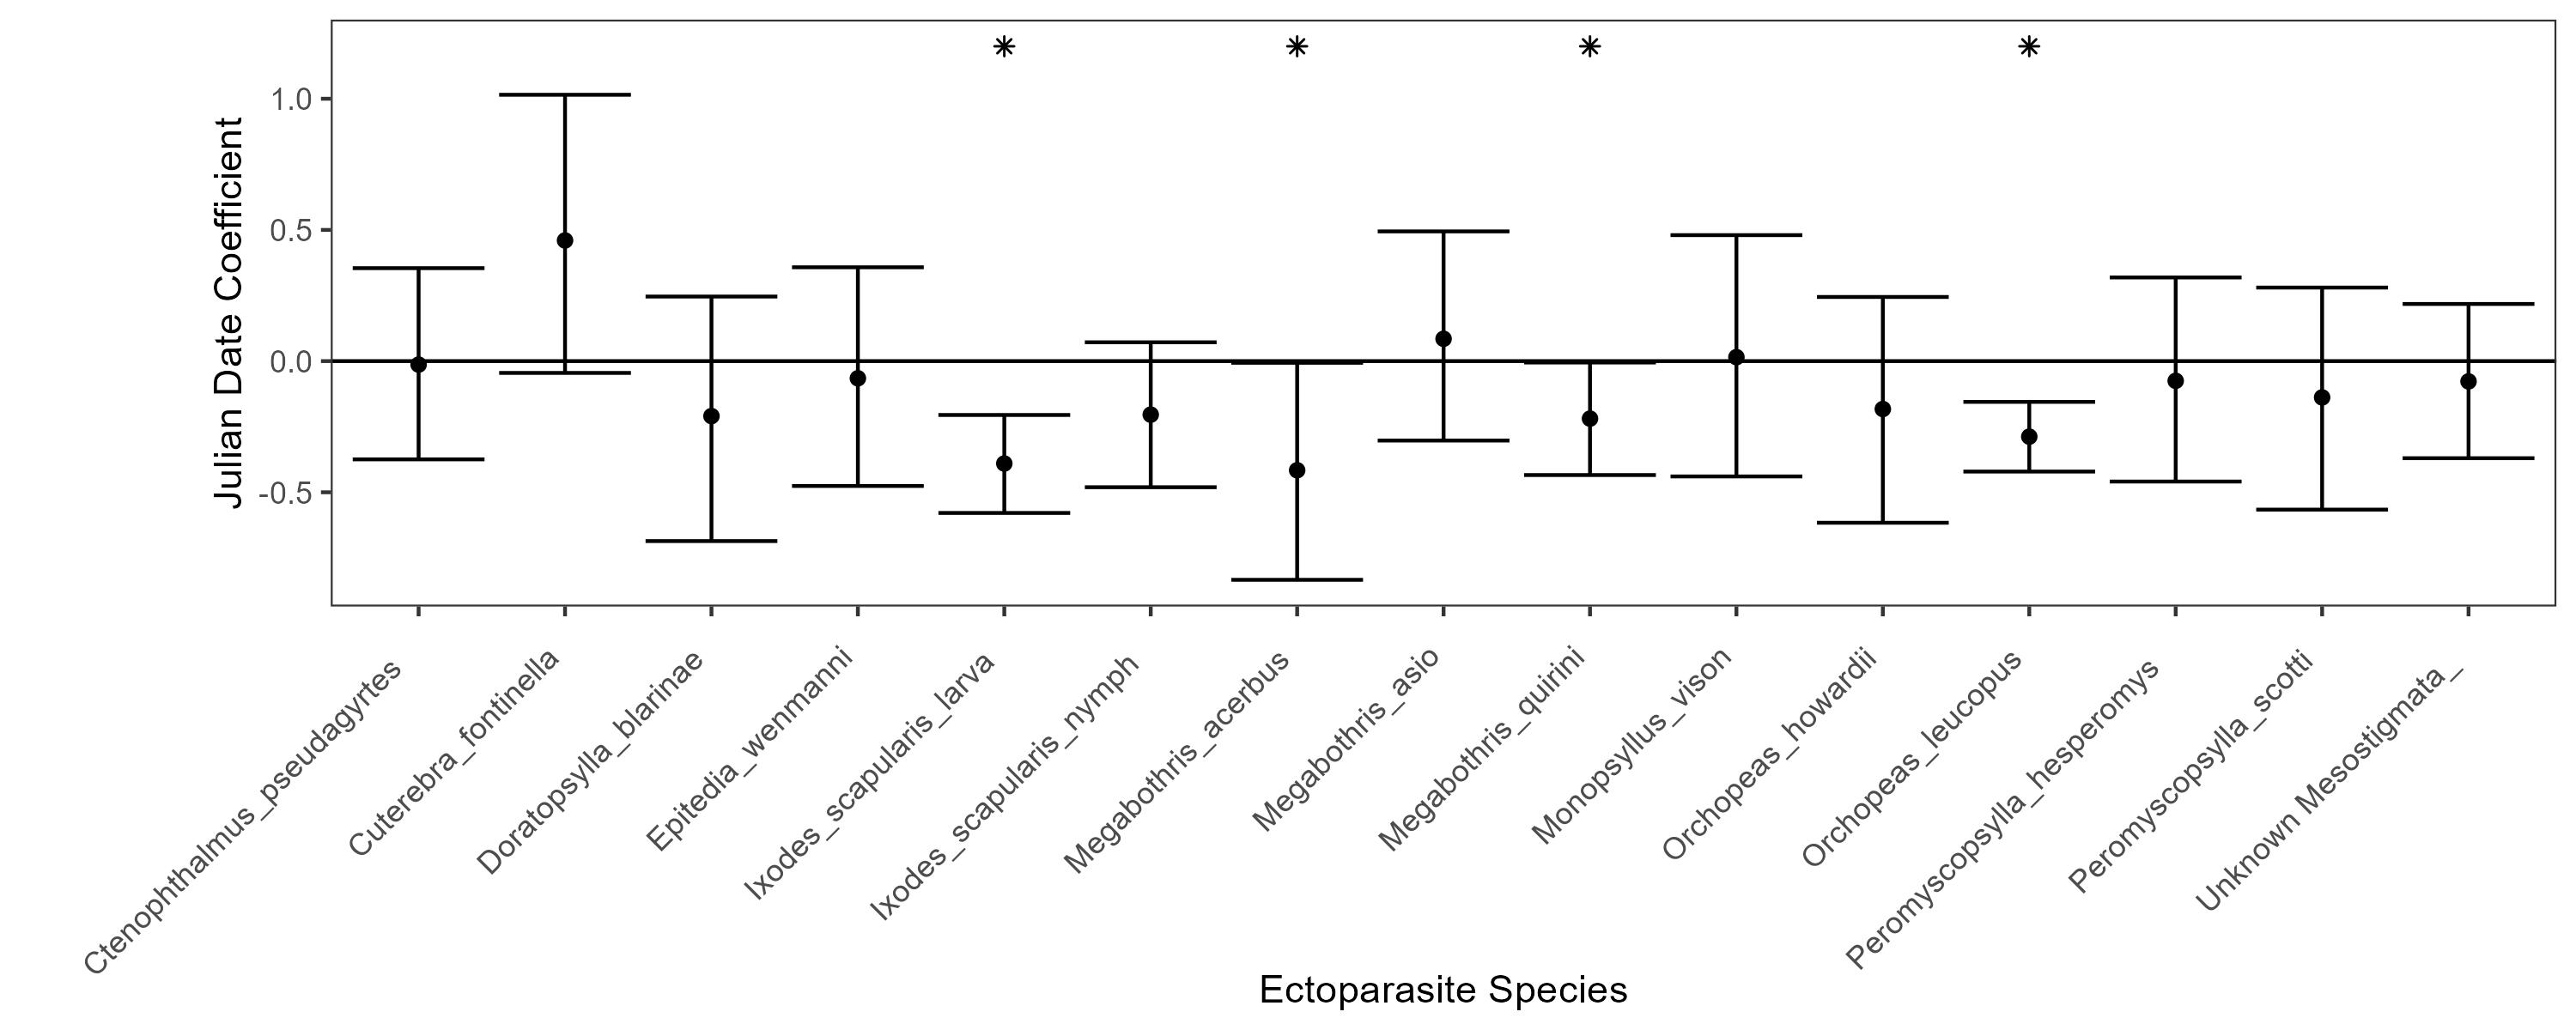 * * * *
Julian Date Coefficient
1.0
0.5
0.0
-0.5
Ctenophthalmus_pseudagyrtes
Cuterebra_fontinella
Doratopsylla_blarinae
Epitedia_wenmanni
Ixodes_scapularis_larva
Ixodes_scapularis_nymph
Megabothris_acerbus
Megabothris_asio
Megabothris_quirini
Monopsyllus_vison
Orchopeas_howardii
Orchopeas_leucopus
Peromyscopsylla_hesperomys
Peromyscopsylla_scotti
Unknown Mesostigmata_
Ectoparasite Species